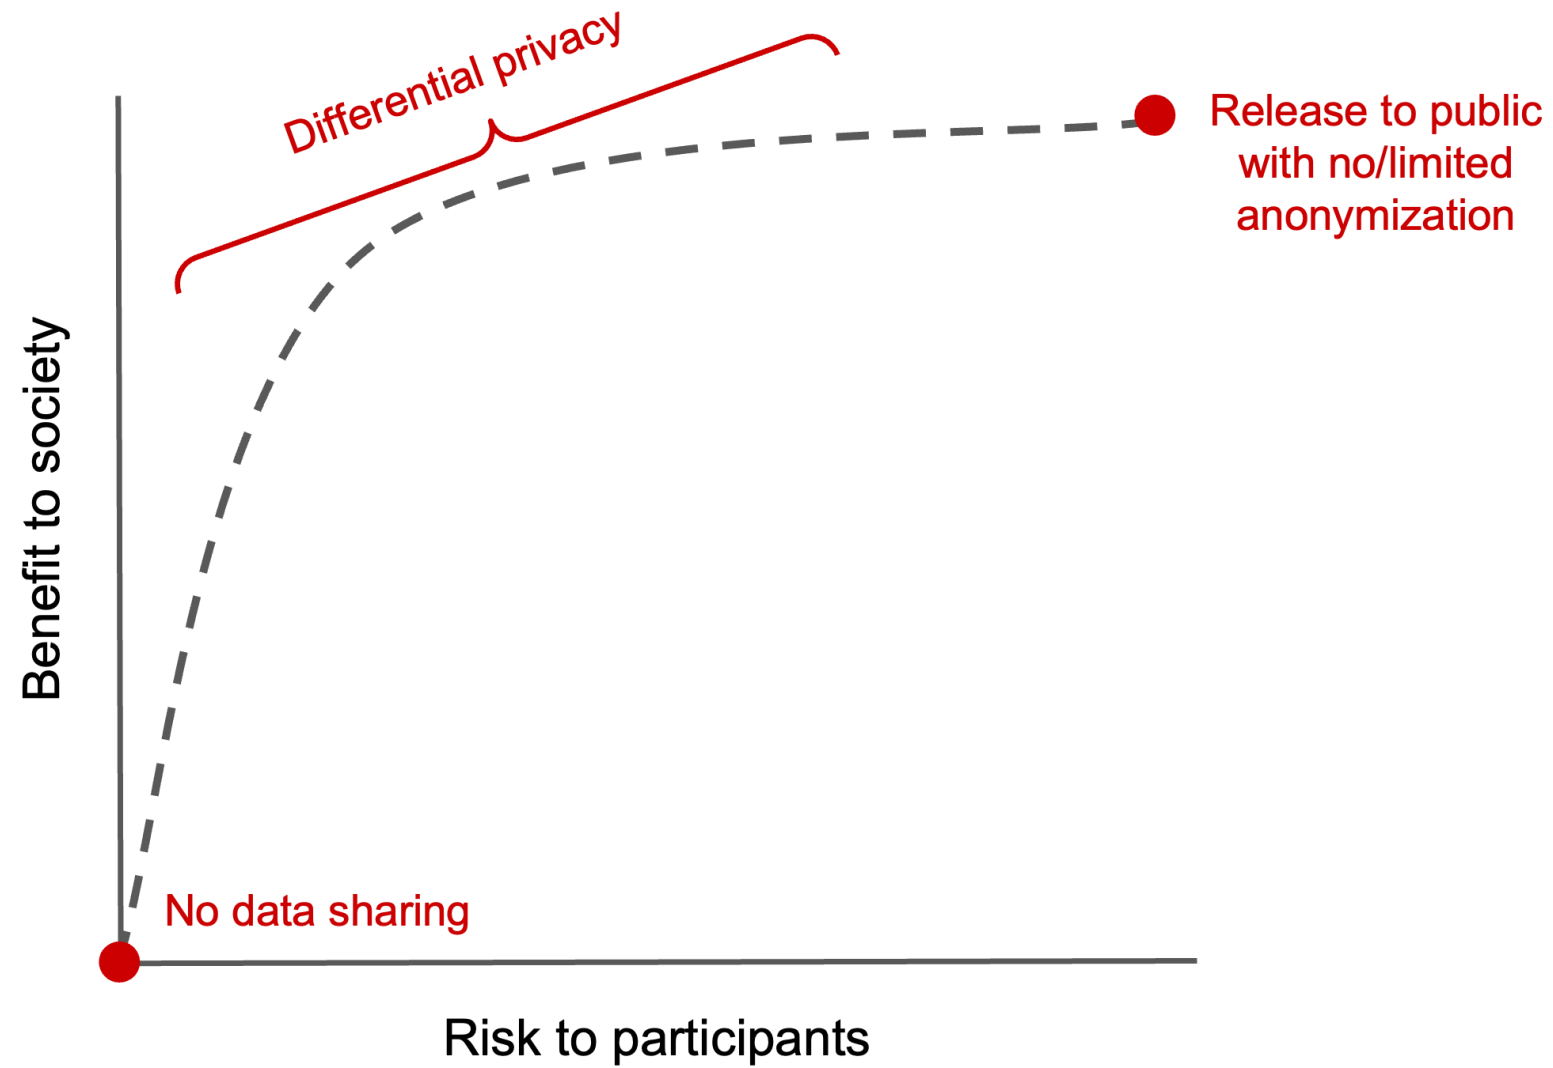 Differential privacy
Release to public
with no/limited
anonymization
Benefit to society
No data sharing
Risk to participants